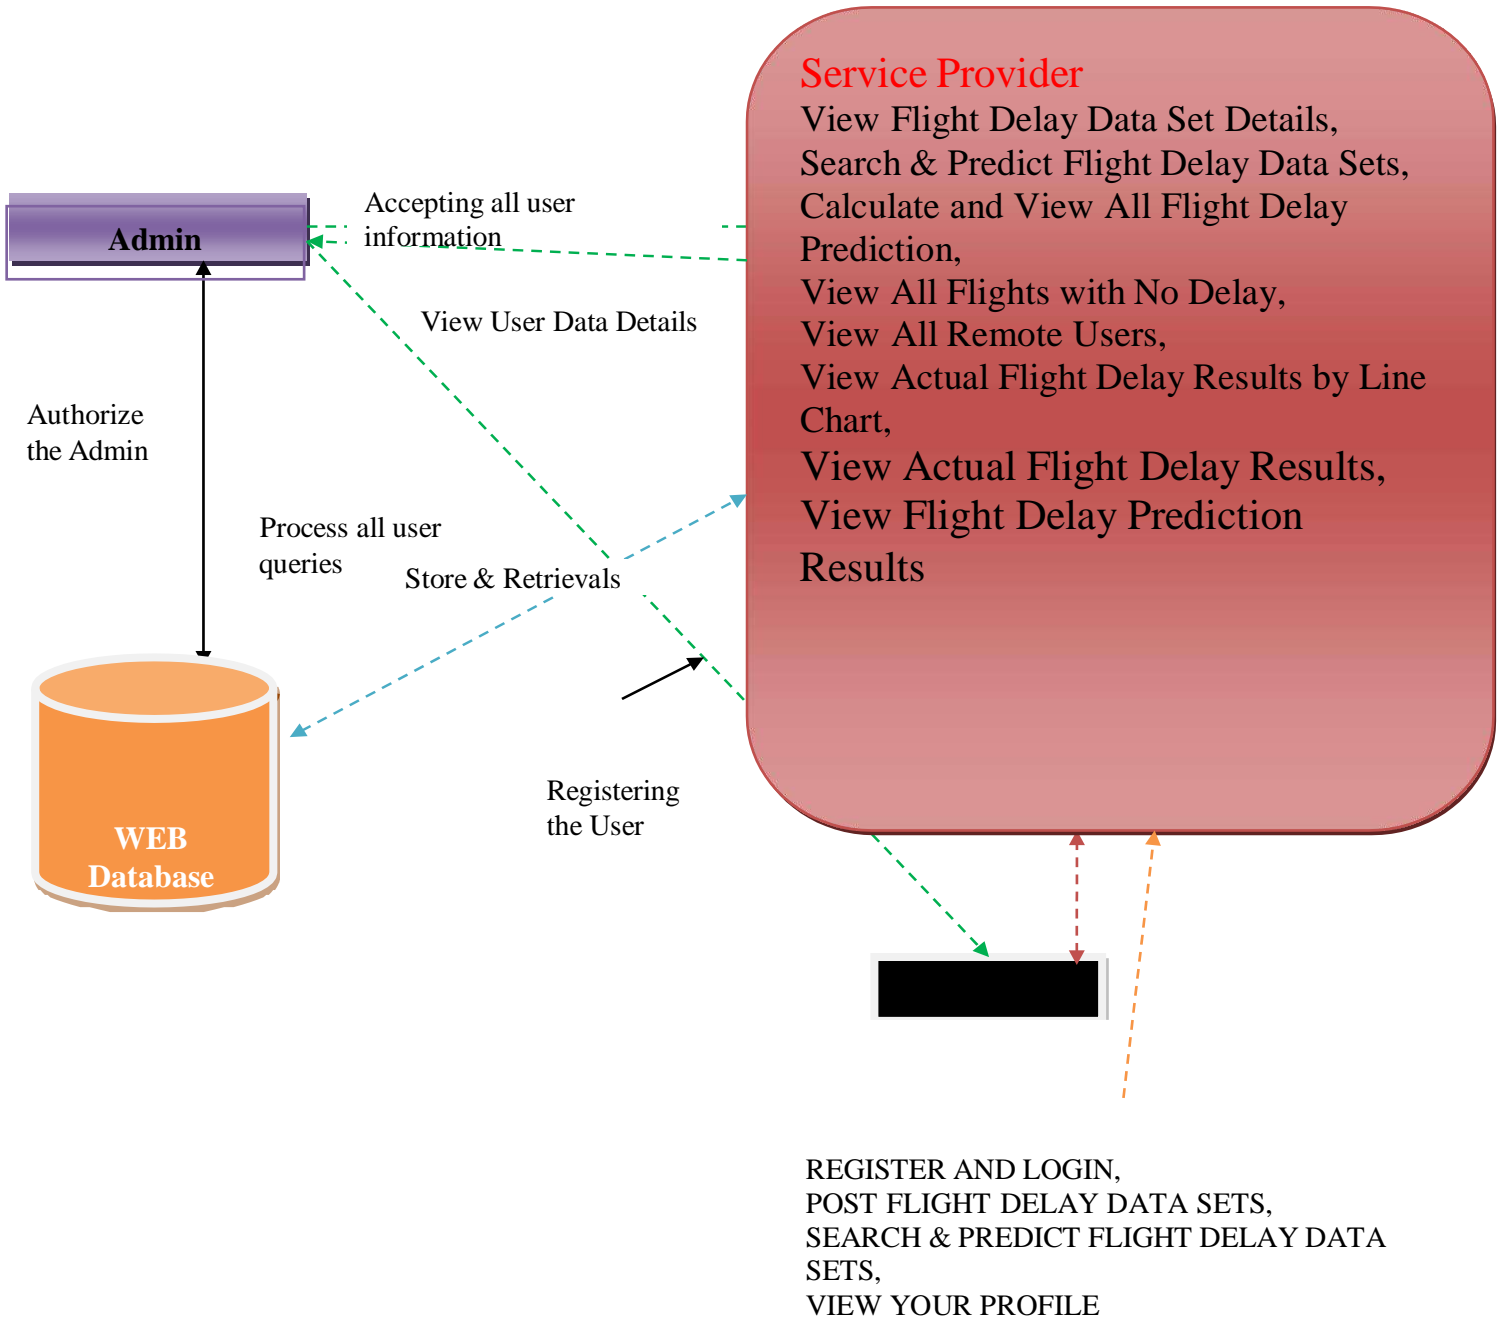 Service Provider
View Flight Delay Data Set Details,
Search & Predict Flight Delay Data Sets,
Calculate and View All Flight Delay
Prediction,
View All Flights with No Delay,
View All Remote Users,
View Actual Flight Delay Results by Line
Chart,
View Actual Flight Delay Results,
View Flight Delay Prediction
Results
Accepting all user
information
Admin
View User Data Details
Authorize
the Admin
Process all user
queries
Store & Retrievals
Registering
the User
WEB
Database
REGISTER AND LOGIN,
POST FLIGHT DELAY DATA SETS,
SEARCH & PREDICT FLIGHT DELAY DATA
SETS,
VIEW YOUR PROFILE